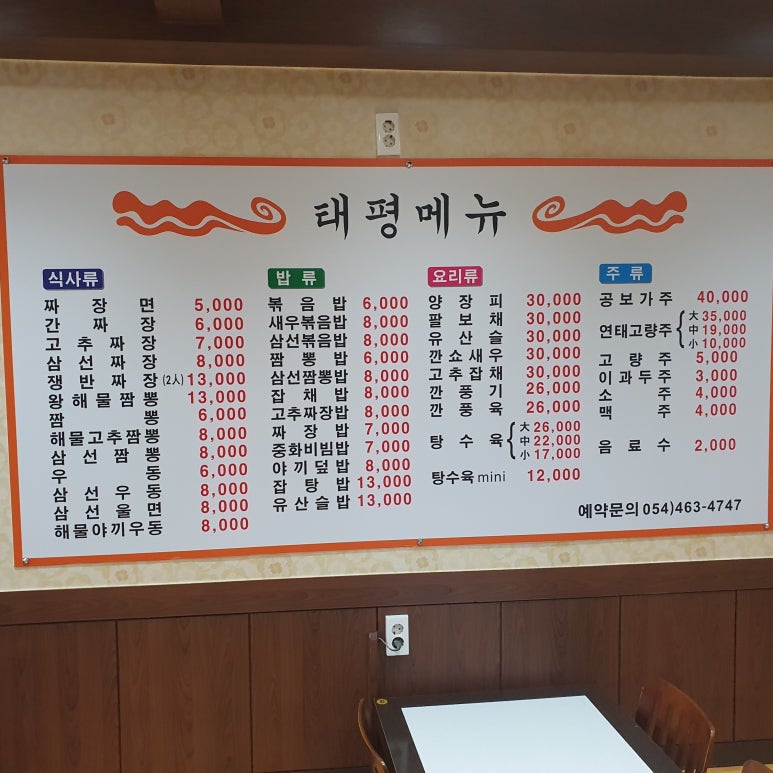 태평메뉴
식사류
짜장면 5,000
간짜장 6,000
고추짜장 7,000
삼선짜장 8,000
쟁반짜장(2人) 13,000
왕해물짬뽕 13,000
짬뽕 6,000
해물고추짬뽕 8,000
삼선짬뽕 8,000
우동 6,000
삼선우동 8,000
삼선울면 8,000
해물야끼우동 8,000
밥류
볶음밥 6,000
새우볶음밥 8,000
삼선볶음밥 8,000
짬뽕밥 6,000
삼선짬뽕밥 8,000
잡채밥 8,000
고추짜장밥 8,000
짜장밥 7,000
중화비빔밥 7,000
야끼덮밥 8,000
잡탕밥 13,000
유산슬밥 13,000
요리류
양장피 30,000
팔보채 30,000
유산슬 30,000
깐쇼새우 30,000
고추잡채 30,000
깐풍기 26,000
깐풍육 26,000
탕수육 大 26,000
中 22,000
小 17,000
탕수육mini 12,000
주류
공보가주 40,000
연태고량주 大 35,000
中 19,000
小 10,000
고량주 5,000
이과두주 3,000
소주 4,000
맥주 4,000
음료수 2,000
예약문의 054)463-4747